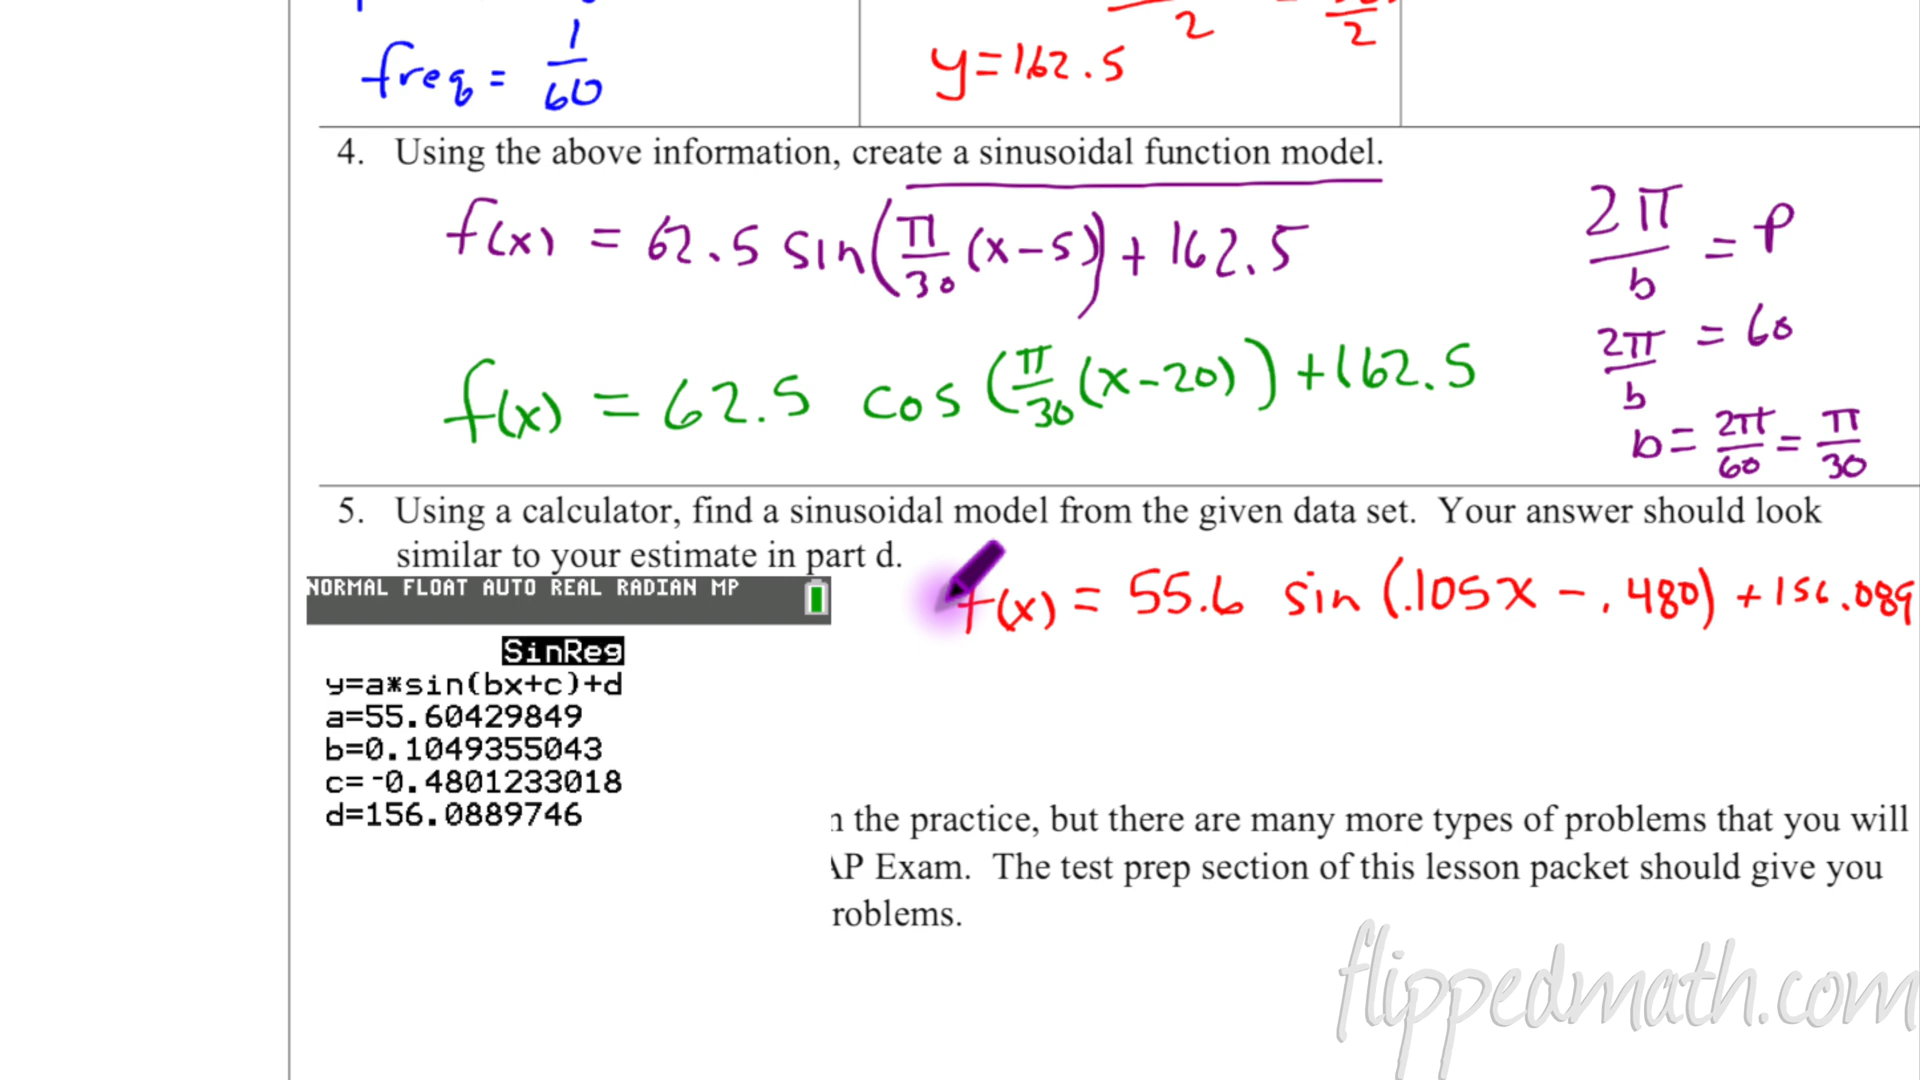 freq = 1/60
2
2
y = 162.5
4. Using the above information, create a sinusoidal function model.
f(x) = 62.5 sin(π/30 (x-5)) + 162.5
2π/b = p
f(x) = 62.5 cos(π/30 (x-20)) + 162.5
2π/b = 60
b = 2π/60 = π/30
5. Using a calculator, find a sinusoidal model from the given data set. Your answer should look
similar to your estimate in part d.
f(x) = 55.6 sin(.105x - .480) + 156.089
NORMAL FLOAT AUTO REAL RADIAN MP
SinReg
y=a*sin(bx+c)+d
a=55.60429849
b=0.1049355043
c=-0.4801233018
d=156.0889746
the practice, but there are many more types of problems that you will
AP Exam. The test prep section of this lesson packet should give you
roblems.
flippedmath.com